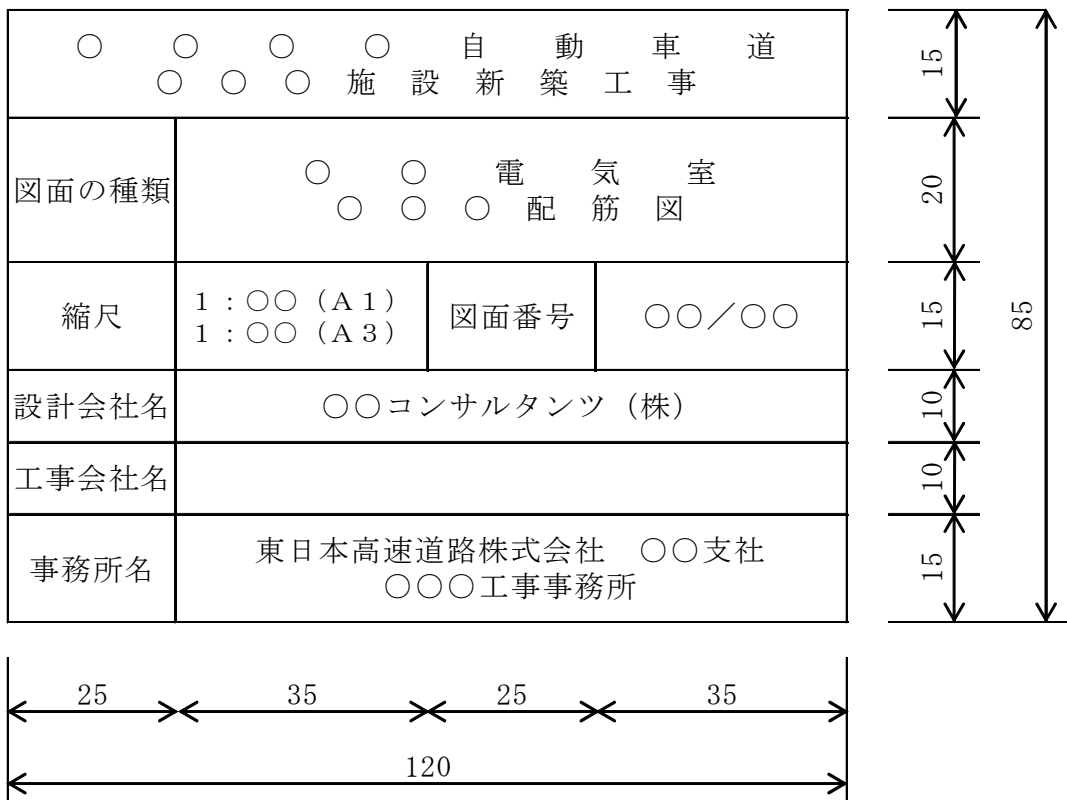 ○ ○ ○ ○ 自 動 車 道
○ ○ ○ 施 設 新 築 工 事
図面の種類
○ ○ 電 気 室
○ ○ ○ 配 筋 図
縮尺
１：○○（Ａ１）
１：○○（Ａ３）
図面番号
○○／○○
設計会社名
○○コンサルタンツ（株）
工事会社名
事務所名
東日本高速道路株式会社　○○支社
○○○工事事務所
15
20
15
10
10
15
85
25 35 25 35
120